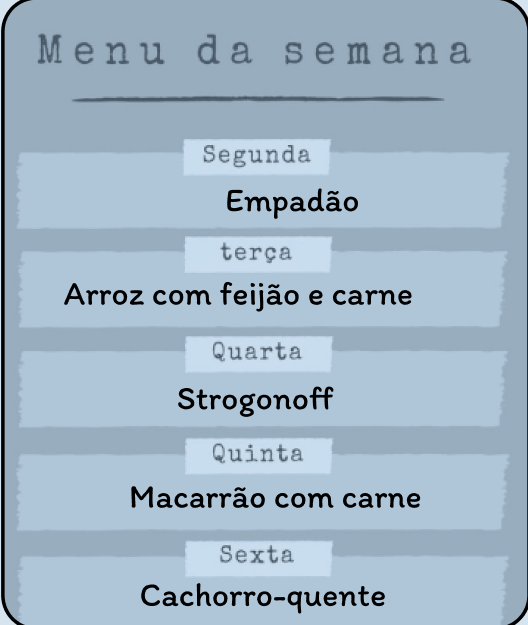 Menu da semana
Segunda
Empadão
terça
Arroz com feijão e carne
Quarta
Strogonoff
Quinta
Macarrão com carne
Sexta
Cachorro-quente